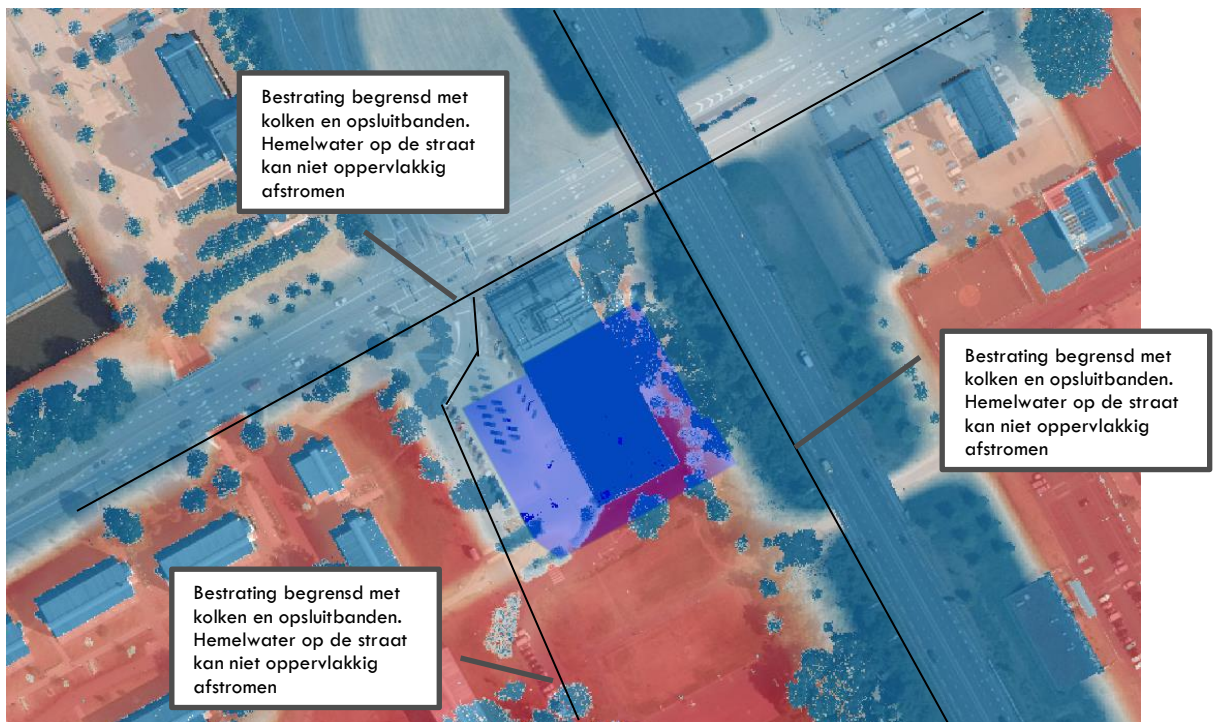 Bestrating begrensd met
kolken en opsluitbanden.
Hemelwater op de straat
kan niet oppervlakkig
afstromen
Bestrating begrensd met
kolken en opsluitbanden.
Hemelwater op de straat
kan niet oppervlakkig
afstromen
Bestrating begrensd met
kolken en opsluitbanden.
Hemelwater op de straat
kan niet oppervlakkig
afstromen